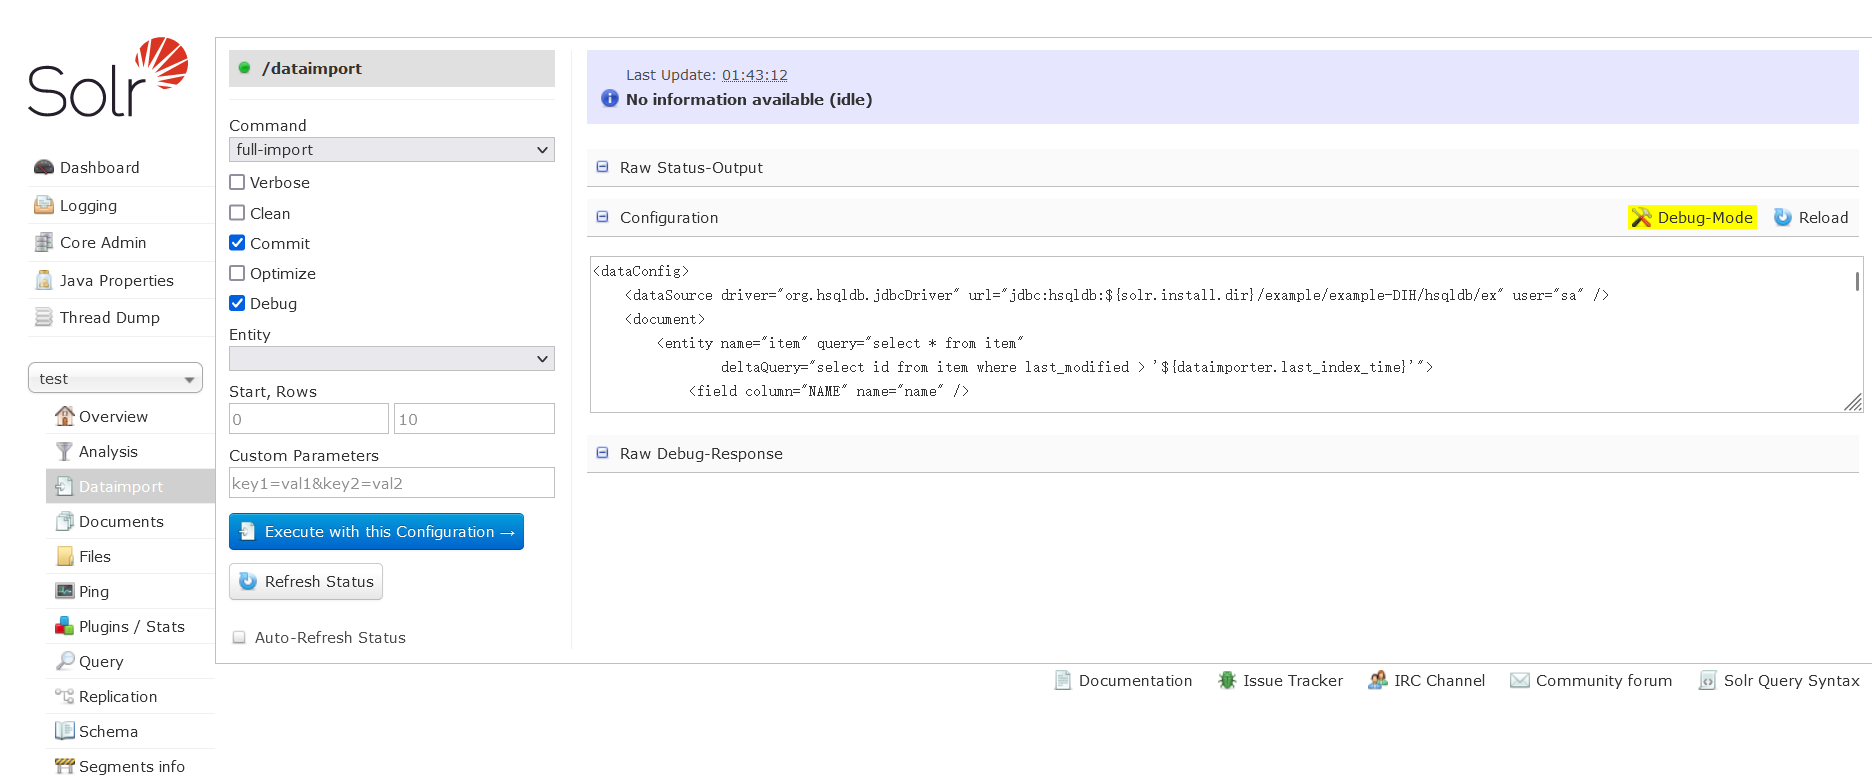 Solr
Dashboard
Logging
Core Admin
Java Properties
Thread Dump
test
Overview
Analysis
Dataimport
Documents
Files
Ping
Plugins / Stats
Query
Replication
Schema
Segments info
/dataimport
Command
full-import
Verbose
Clean
Commit
Optimize
Debug
Entity
Start, Rows
0 10
Custom Parameters
key1=val1&key2=val2
Execute with this Configuration →
Refresh Status
Auto-Refresh Status
Last Update: 01:43:12
No information available (idle)
Raw Status-Output
Configuration Debug-Mode Reload
<dataConfig>
<dataSource driver="org.hsqldb.jdbcDriver" url="jdbc:hsqldb:${solr.install.dir}/example/example-DIH/hsqldb/ex" user="sa" />
<document>
<entity name="item" query="select * from item"
deltaQuery="select id from item where last_modified > '${dataimporter.last_index_time}'">
<field column="NAME" name="name" />
Raw Debug-Response
Documentation Issue Tracker IRC Channel Community forum Solr Query Syntax